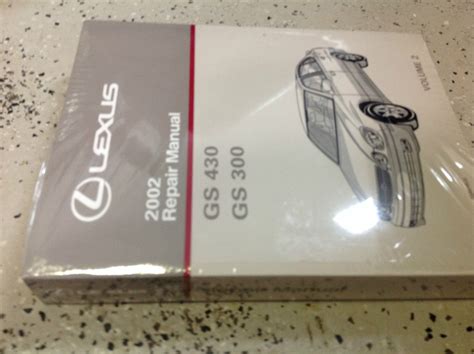 LEXUS
2002
Repair Manual
GS 430
GS 300
VOLUME 2